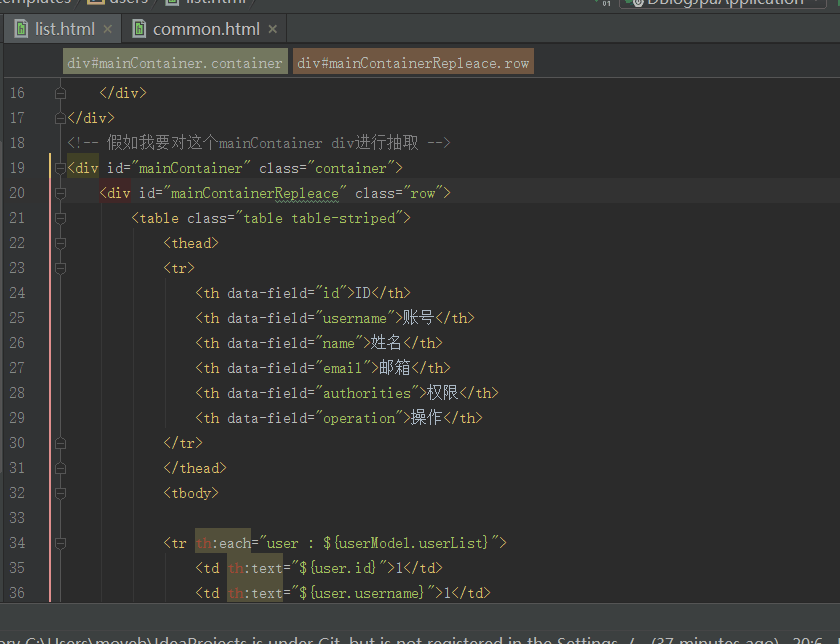 templates users list.html DblogJpaApplication
list.html × common.html ×
div#mainContainer.container div#mainContainerRepleace.row
16 </div>
17 </div>
18 <!-- 假如我要对这个mainContainer div进行抽取 -->
19 <div id="mainContainer" class="container">
20 <div id="mainContainerRepleace" class="row">
21 <table class="table table-striped">
22 <thead>
23 <tr>
24 <th data-field="id">ID</th>
25 <th data-field="username">账号</th>
26 <th data-field="name">姓名</th>
27 <th data-field="email">邮箱</th>
28 <th data-field="authorities">权限</th>
29 <th data-field="operation">操作</th>
30 </tr>
31 </thead>
32 <tbody>
33
34 <tr th:each="user : ${userModel.userList}">
35 <td th:text="${user.id}">1</td>
36 <td th:text="${user.username}">1</td>
is under Git, but is not registered in the Settings. (37 minutes ago) 20:6